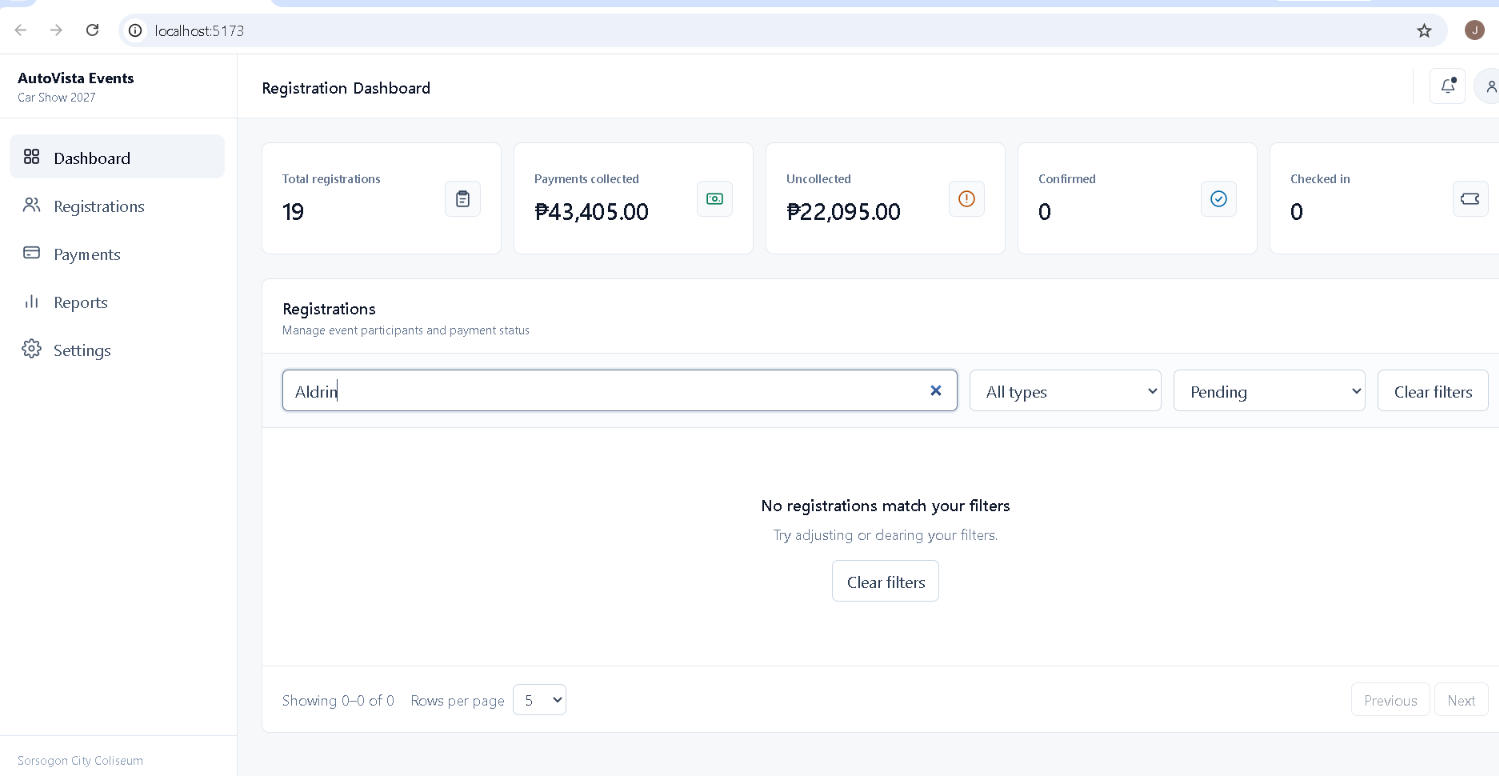 localhost:5173
J
AutoVista Events
Car Show 2027
Registration Dashboard
Dashboard
Registrations
Payments
Reports
Settings
Total registrations
19
Payments collected
₱43,405.00
Uncollected
₱22,095.00
Confirmed
0
Checked in
0
Registrations
Manage event participants and payment status
Aldrin
All types
Pending
Clear filters
No registrations match your filters
Try adjusting or clearing your filters.
Clear filters
Showing 0–0 of 0 Rows per page 5
Previous Next
Sorsogon City Coliseum